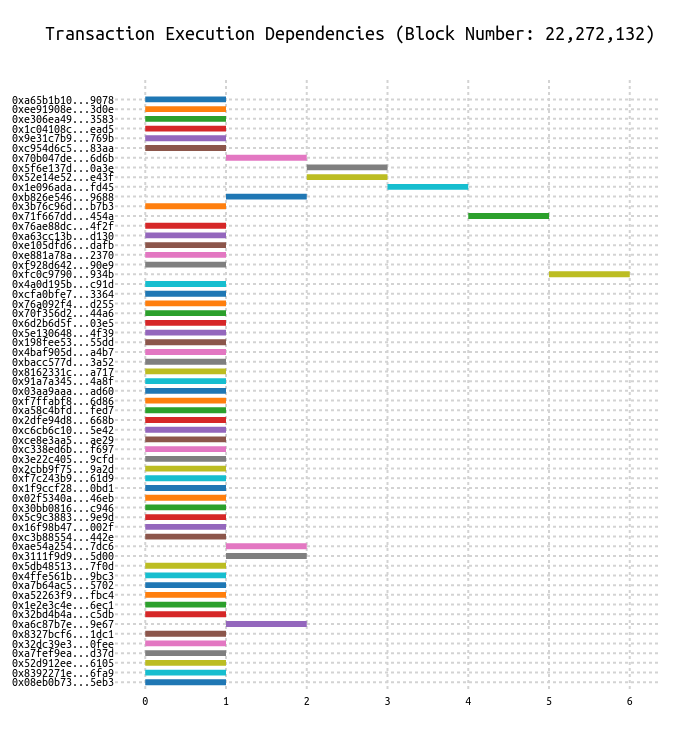 Transaction Execution Dependencies (Block Number: 22,272,132)
0xa65b1b10...9078
0xee91908e...3d0e
0xe306ea49...3583
0x1c04108c...ead5
0x9e31c7b9...769b
0xc954d6c5...83aa
0x70b047de...6d6b
0x5f6e137d...0a3e
0x52e14e52...e43f
0x1e096ada...fd45
0xb826e546...9688
0x3b76c96d...b7b3
0x71f667dd...454a
0x76ae88dc...4f2f
0xa63cc13b...d130
0xe105dfd6...dafb
0xe881a78a...2370
0xf928d642...90e9
0xfc0c9790...934b
0x4a0d195b...c91d
0xcfa0bfe7...3364
0x76a092f4...d255
0x70f356d2...44a6
0x6d2b6d5f...03e5
0x5e130648...4f39
0x198fee53...55dd
0x4baf905d...a4b7
0xbacc577d...3a52
0x8162331c...a717
0x91a7a345...4a8f
0x03aa9aaa...ad60
0xf7ffabf8...6d86
0xa58c4bfd...fed7
0x2dfe94d8...668b
0xc6cb6c10...5e42
0xce8e3aa5...ae29
0xc338ed6b...f697
0x3e22c405...9cfd
0x2cbb9f75...9a2d
0xf7c243b9...61d9
0x1f9ccf28...0bd1
0x02f5340a...46eb
0x30bb0816...c946
0x5c9c3883...9e9d
0x16f98b47...002f
0xc3b88554...442e
0xae54a254...7dc6
0x3111f9d9...5d00
0x5db48513...7f0d
0x4ffe561b...9bc3
0xa7b64ac5...5702
0xa52263f9...fbc4
0x1e2e3c4e...6ec1
0x32bd4b4a...c5db
0xa6c87b7e...9e67
0x8327bcf6...1dc1
0x32dc39e3...0fee
0xa7fef9ea...d37d
0x52d912ee...6105
0x8392271e...6fa9
0x08eb0b73...5eb3
0 1 2 3 4 5 6